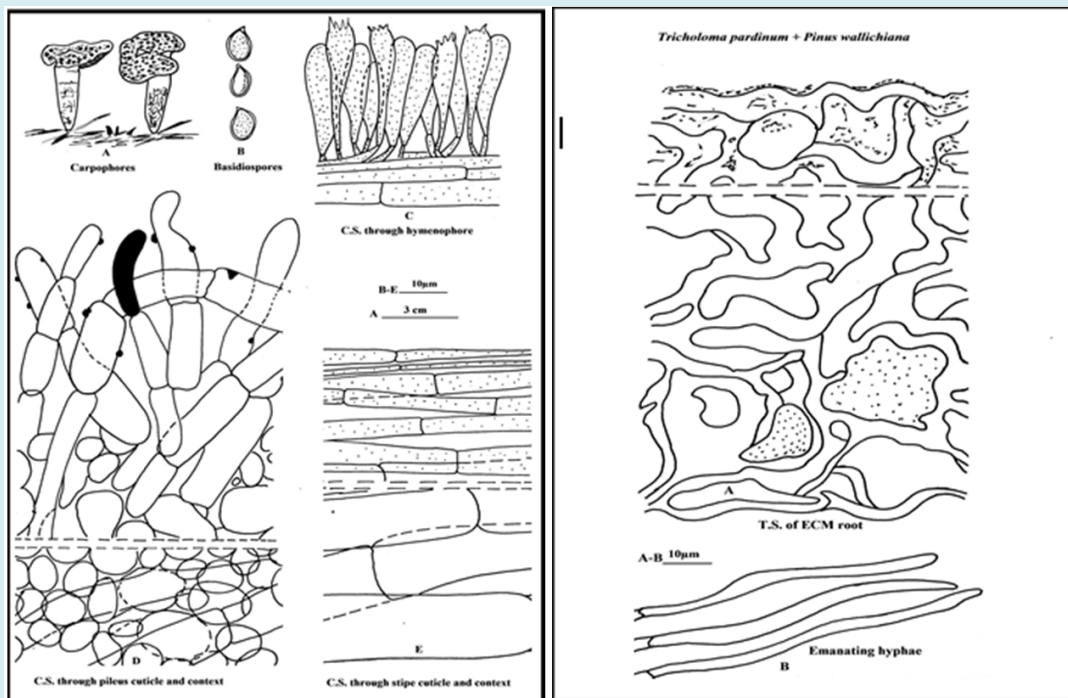 A
Carpophores
B
Basidiospores
C
C.S. through hymenophore
B-E 10µm
A 3 cm
D
C.S. through pileus cuticle and context
E
C.S. through stipe cuticle and context
Tricholoma pardinum + Pinus wallichiana
A
T.S. of ECM root
A-B 10µm
Emanating hyphae
B